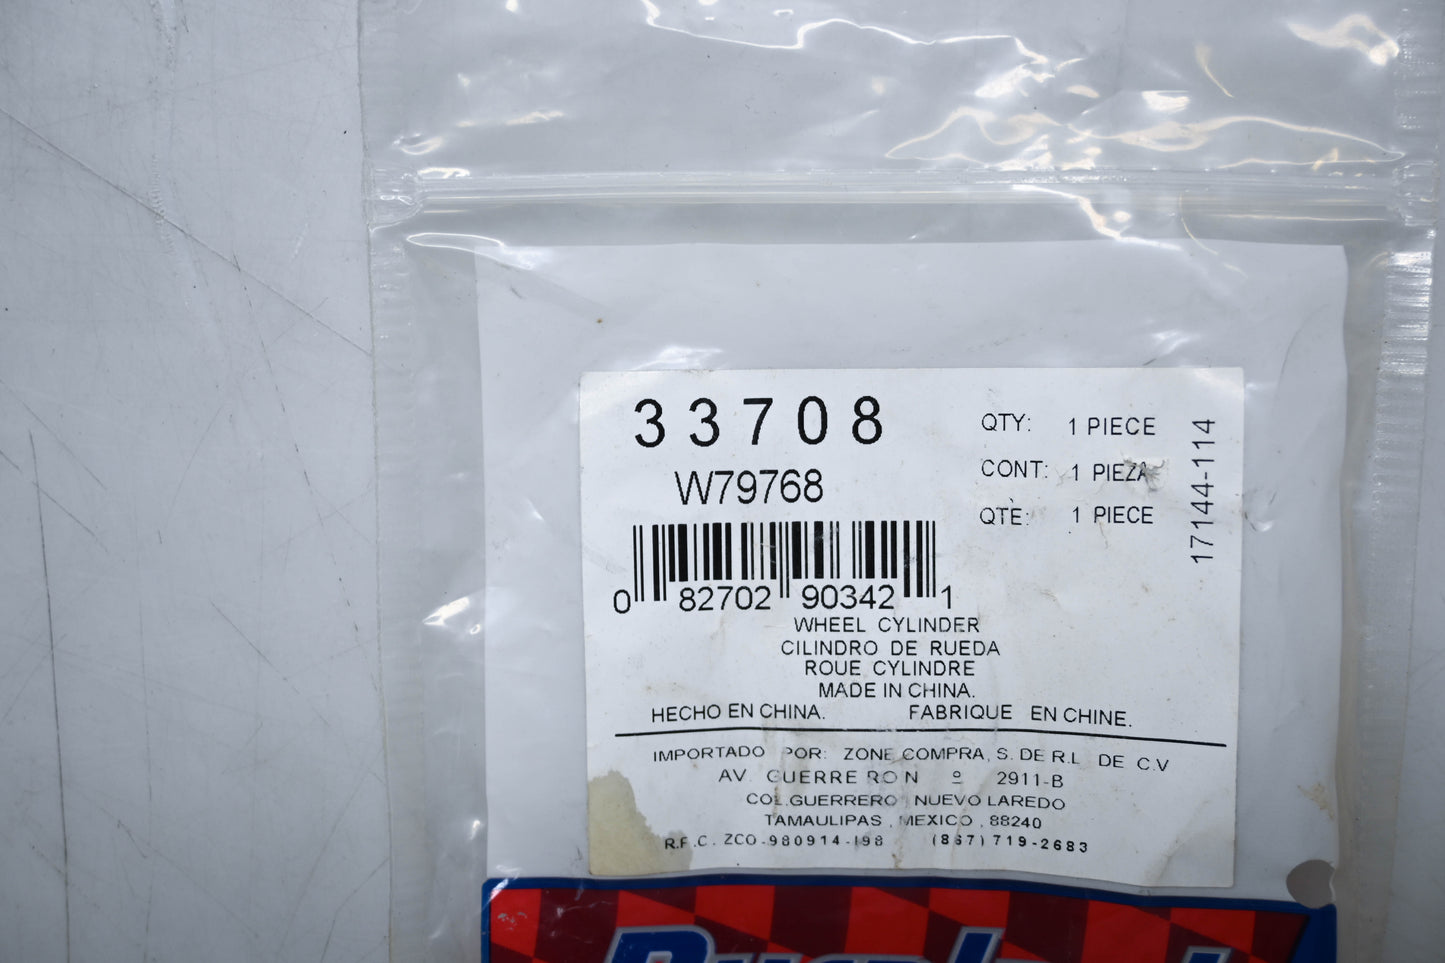 33708
W79768
QTY: 1 PIECE
CONT: 1 PIEZA
QTÈ: 1 PIECE
17144-114
0 82702 90342 1
WHEEL CYLINDER
CILINDRO DE RUEDA
ROUE CYLINDRE
MADE IN CHINA.
HECHO EN CHINA. FABRIQUE EN CHINE.
IMPORTADO POR: ZONE COMPRA, S. DE R.L DE C.V
AV. GUERRERO N º 2911-B
COL.GUERRERO NUEVO LAREDO
TAMAULIPAS, MEXICO, 88240
R.F.C. ZCO-980914-I98 (867) 719-2683